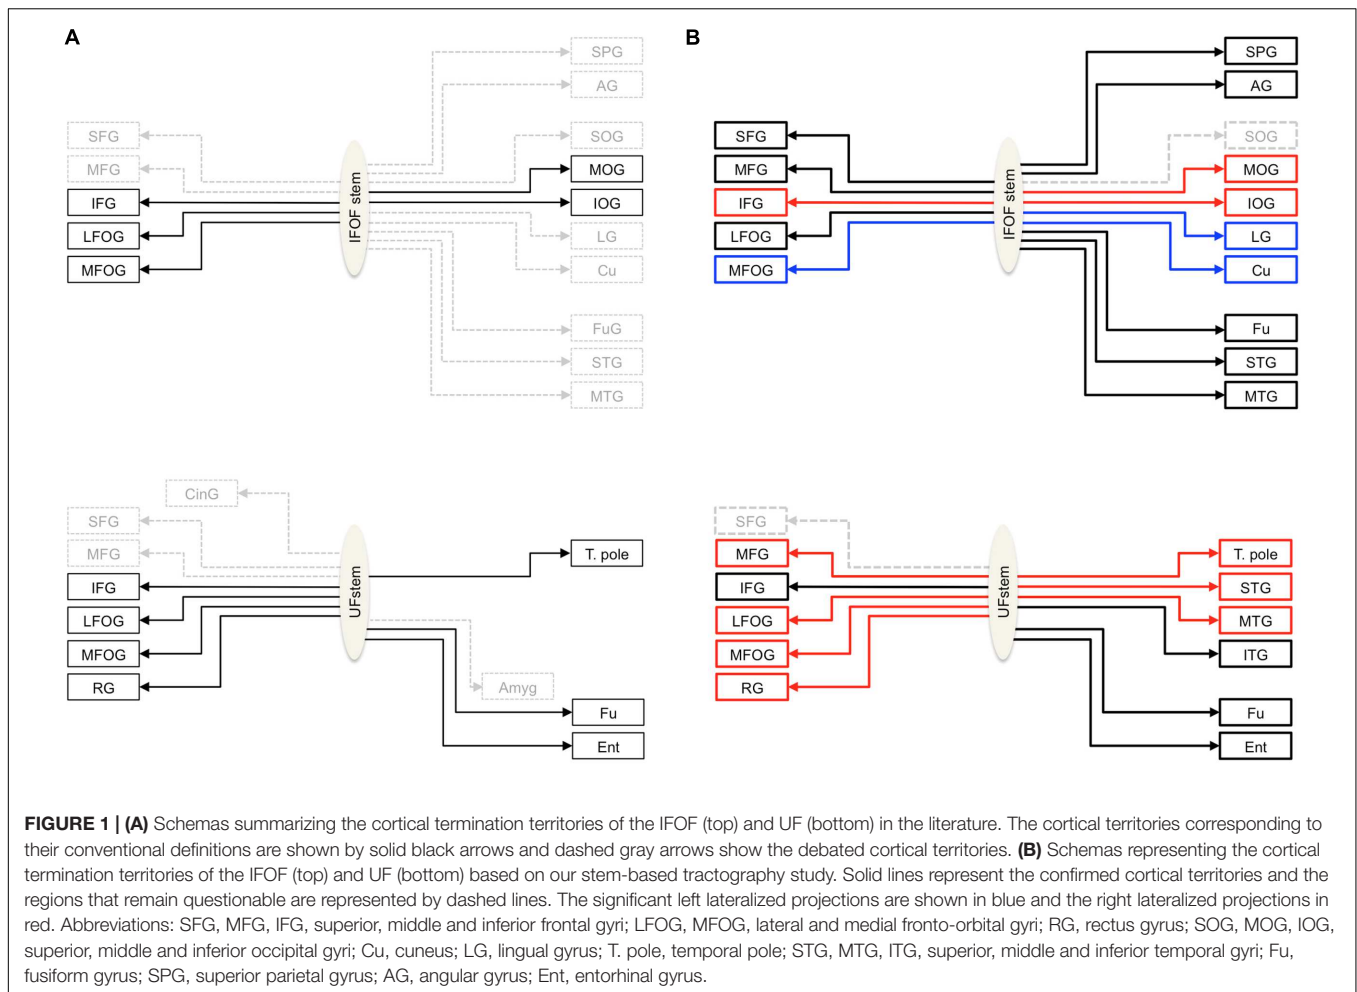 A
SPG
AG
SFG
SOG
MFG
MOG
IFG
IOG
LFOG
LG
MFOG
Cu
IFOF stem
FuG
STG
MTG
B
SPG
AG
SFG
SOG
MFG
MOG
IFG
IOG
LFOG
LG
MFOG
Cu
IFOF stem
Fu
STG
MTG
CinG
SFG
MFG
T. pole
IFG
LFOG
UFstem
MFOG
RG
Amyg
Fu
Ent
SFG
MFG
T. pole
IFG
STG
LFOG
MTG
UFstem
MFOG
ITG
RG
Fu
Ent
FIGURE 1 | (A) Schemas summarizing the cortical termination territories of the IFOF (top) and UF (bottom) in the literature. The cortical territories corresponding to
their conventional definitions are shown by solid black arrows and dashed gray arrows show the debated cortical territories. (B) Schemas representing the cortical
termination territories of the IFOF (top) and UF (bottom) based on our stem-based tractography study. Solid lines represent the confirmed cortical territories and the
regions that remain questionable are represented by dashed lines. The significant left lateralized projections are shown in blue and the right lateralized projections in
red. Abbreviations: SFG, MFG, IFG, superior, middle and inferior frontal gyri; LFOG, MFOG, lateral and medial fronto-orbital gyri; RG, rectus gyrus; SOG, MOG, IOG,
superior, middle and inferior occipital gyri; Cu, cuneus; LG, lingual gyrus; T. pole, temporal pole; STG, MTG, ITG, superior, middle and inferior temporal gyri; Fu,
fusiform gyrus; SPG, superior parietal gyrus; AG, angular gyrus; Ent, entorhinal gyrus.